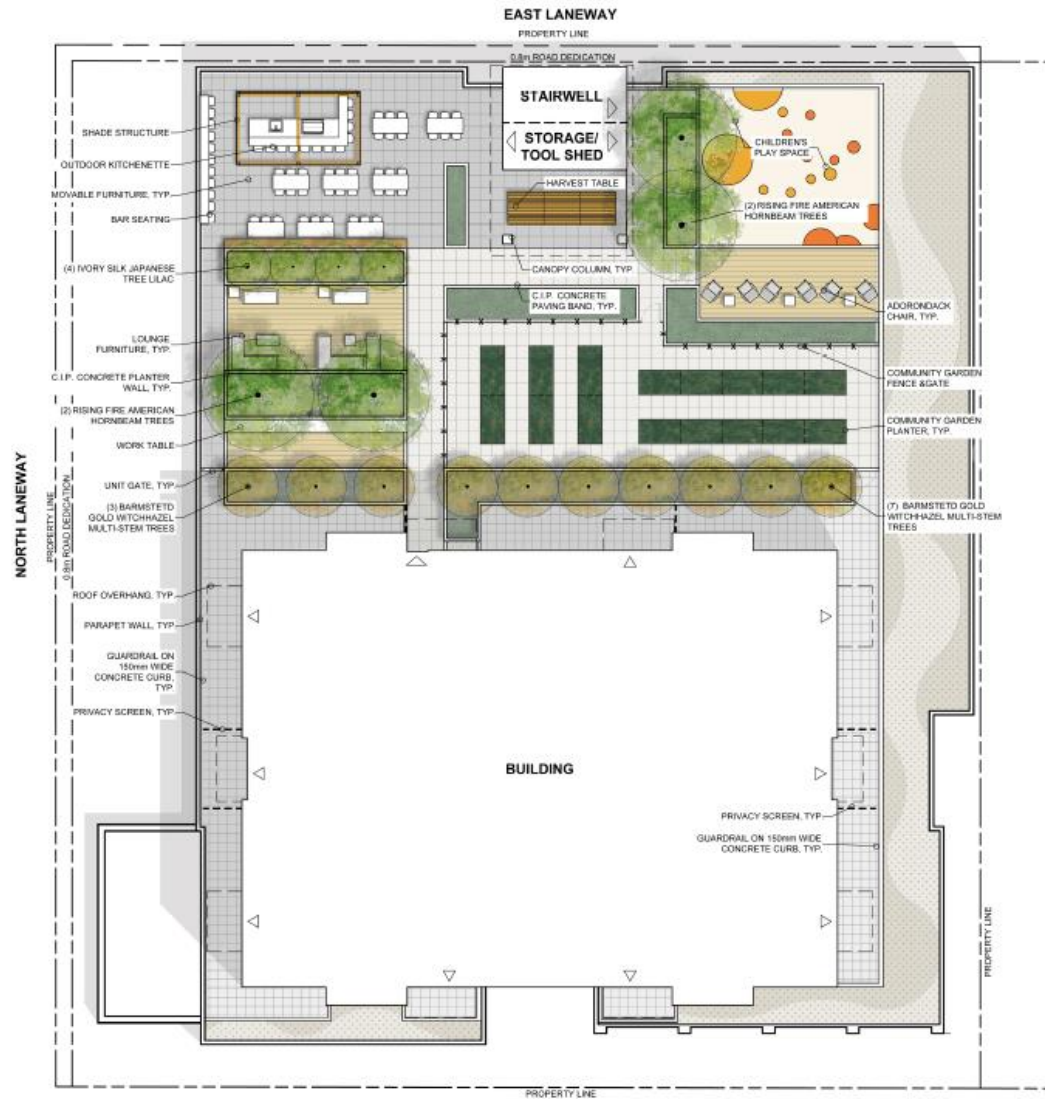 EAST LANEWAY
PROPERTY LINE
0.8m ROAD DEDICATION
STAIRWELL
STORAGE/
TOOL SHED
HARVEST TABLE
SHADE STRUCTURE
OUTDOOR KITCHENETTE
MOVABLE FURNITURE, TYP.
BAR SEATING
(4) IVORY SILK JAPANESE
TREE LILAC
LOUNGE
FURNITURE, TYP.
C.I.P. CONCRETE PLANTER
WALL, TYP.
(2) RISING FIRE AMERICAN
HORNBEAM TREES
WORK TABLE
UNIT GATE, TYP
(3) BARMSTETD
GOLD WITCHHAZEL
MULTI-STEM TREES
CHILDREN'S
PLAY SPACE
(2) RISING FIRE AMERICAN
HORNBEAM TREES
CANOPY COLUMN, TYP.
C.I.P. CONCRETE
PAVING BAND, TYP.
ADORONDACK
CHAIR, TYP.
COMMUNITY GARDEN
FENCE &GATE
COMMUNITY GARDEN
PLANTER, TYP.
(7) BARMSTETD GOLD
WITCHHAZEL MULTI-STEM
TREES
NORTH LANEWAY
PROPERTY LINE
0.8m ROAD DEDICATION
ROOF OVERHANG, TYP.
PARAPET WALL, TYP
GUARDRAIL ON
150mm WIDE
CONCRETE CURB,
TYP.
PRIVACY SCREEN, TYP
BUILDING
PRIVACY SCREEN, TYP
GUARDRAIL ON 150mm WIDE
CONCRETE CURB, TYP.
PROPERTY LINE
PROPERTY LINE